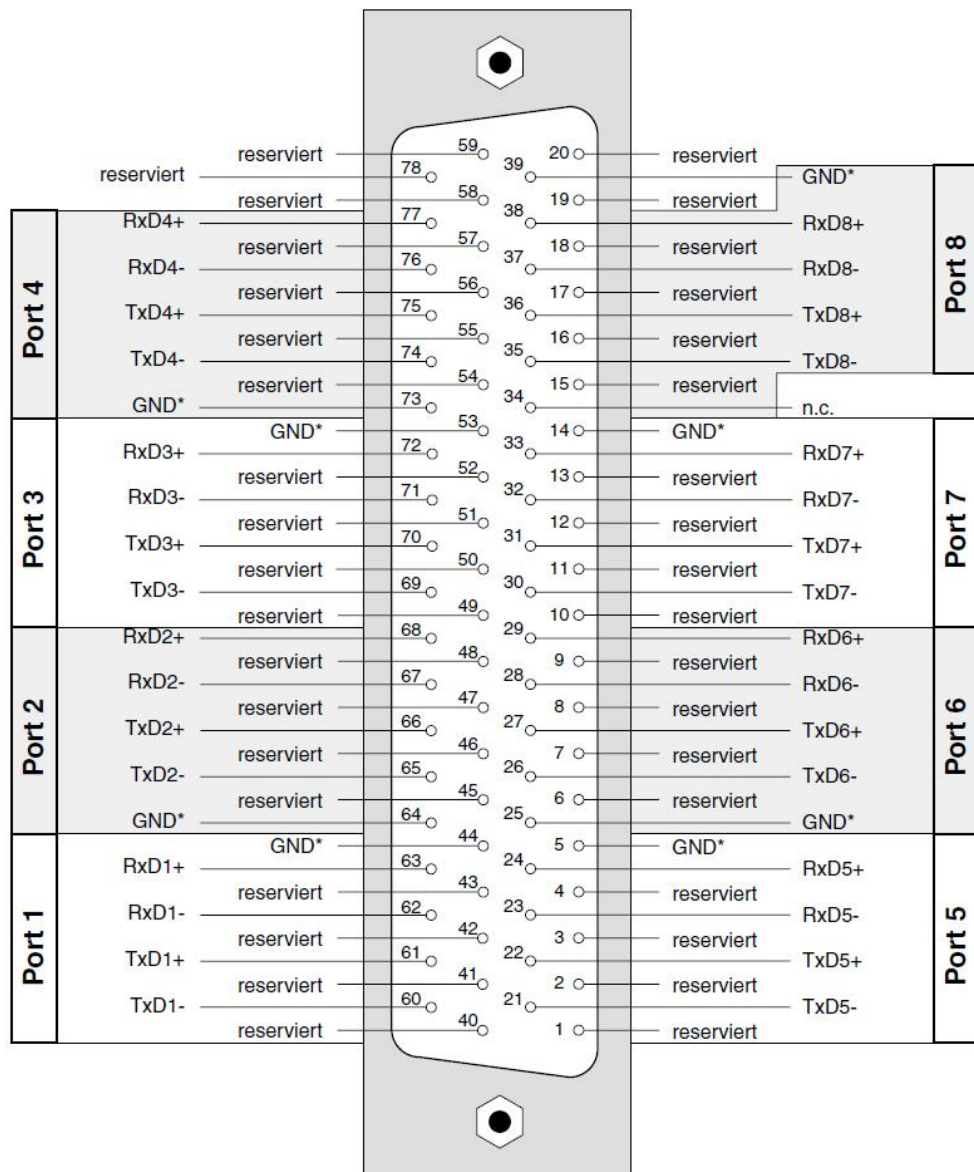 reserviert 59 20 reserviert
reserviert 78 39 GND*
reserviert 58 19 reserviert
RxD4+ 77 38 RxD8+
reserviert 57 18 reserviert
RxD4- 76 37 RxD8-
reserviert 56 17 reserviert
Port 4
Port 8
TxD4+ 75 36 TxD8+
reserviert 55 16 reserviert
TxD4- 74 35 TxD8-
reserviert 54 15 reserviert
GND* 73 34 n.c.
GND* 53 14 GND*
RxD3+ 72 33 RxD7+
reserviert 52 13 reserviert
RxD3- 71 32 RxD7-
reserviert 51 12 reserviert
Port 3
Port 7
TxD3+ 70 31 TxD7+
reserviert 50 11 reserviert
TxD3- 69 30 TxD7-
reserviert 49 10 reserviert
RxD2+ 68 29 RxD6+
reserviert 48 9 reserviert
RxD2- 67 28 RxD6-
reserviert 47 8 reserviert
Port 2
Port 6
TxD2+ 66 27 TxD6+
reserviert 46 7 reserviert
TxD2- 65 26 TxD6-
reserviert 45 6 reserviert
GND* 64 25 GND*
GND* 44 5 GND*
RxD1+ 63 24 RxD5+
reserviert 43 4 reserviert
RxD1- 62 23 RxD5-
reserviert 42 3 reserviert
Port 1
Port 5
TxD1+ 61 22 TxD5+
reserviert 41 2 reserviert
TxD1- 60 21 TxD5-
reserviert 40 1 reserviert